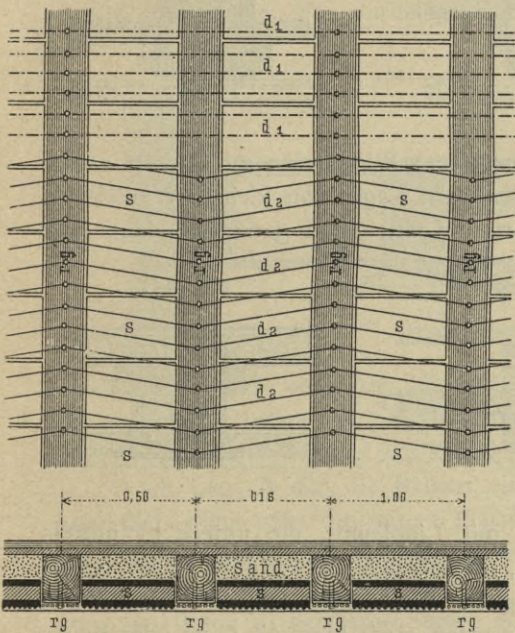 d₁
d₁
d₁
s d₂ s
rg rg d₂ rg rg
s d₂ s
d₂
s s
0,50 bis 1,00
sand
s s s
rg rg rg rg